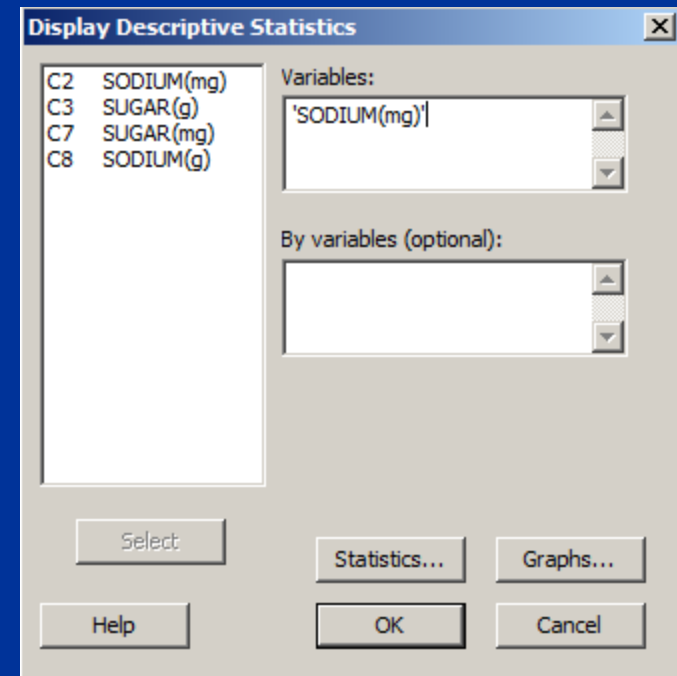 Display Descriptive Statistics
C2 SODIUM(mg)
C3 SUGAR(g)
C7 SUGAR(mg)
C8 SODIUM(g)
Variables:
'SODIUM(mg)'
By variables (optional):
Select
Statistics...
Graphs...
Help
OK
Cancel